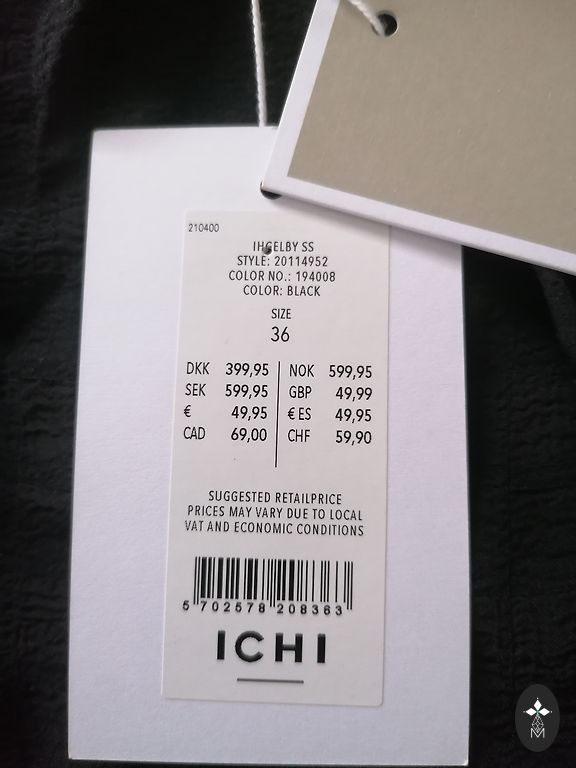 210400
IHGELBY SS
STYLE: 20114952
COLOR NO.: 194008
COLOR: BLACK
SIZE
36
DKK 399,95 NOK 599,95
SEK 599,95 GBP 49,99
€ 49,95 € ES 49,95
CAD 69,00 CHF 59,90
SUGGESTED RETAILPRICE
PRICES MAY VARY DUE TO LOCAL
VAT AND ECONOMIC CONDITIONS
5 702578 208363
ICHI
M